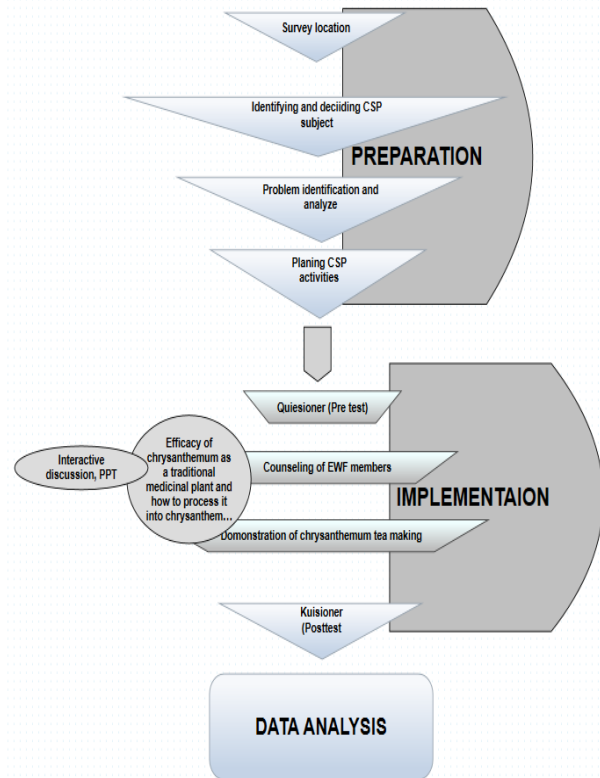 Survey location
Identifying and deciiding CSP
subject
PREPARATION
Problem identification and
analyze
Planing CSP
activities
Quiesioner (Pre test)
Efficacy of
chrysanthemum as
a traditional
medicinal plant and
how to process it
into chrysanthem...
Interactive
discussion, PPT
Counseling of EWF members
IMPLEMENTAION
Domonstration of chrysanthemum tea making
Kuisioner
(Posttest
DATA ANALYSIS